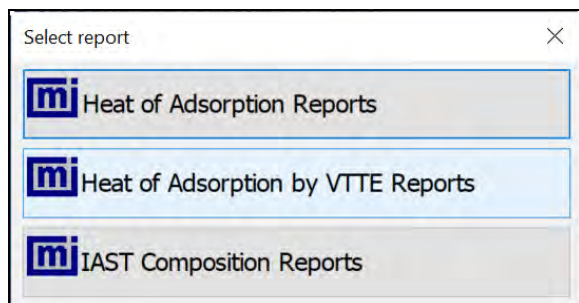 Select report
mi Heat of Adsorption Reports
mi Heat of Adsorption by VTTE Reports
mi IAST Composition Reports